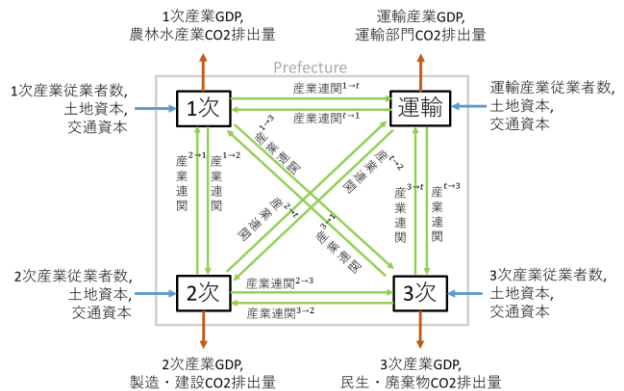 1次産業GDP,
農林水産業CO2排出量
運輸産業GDP,
運輸部門CO2排出量
Prefecture
1次産業従業者数,
土地資本,
交通資本
1次
産業連関1→t
産業連関t→1
運輸
運輸産業従業者数,
土地資本,
交通資本
産業連関2→1
産業連関1→2
産業連関1→3
産業連関t→2
産業連関2→t
産業連関3→1
産業連関3→t
産業連関t→3
2次産業従業者数,
土地資本,
交通資本
2次
産業連関2→3
産業連関3→2
3次
3次産業従業者数,
土地資本,
交通資本
2次産業GDP,
製造・建設CO2排出量
3次産業GDP,
民生・廃棄物CO2排出量